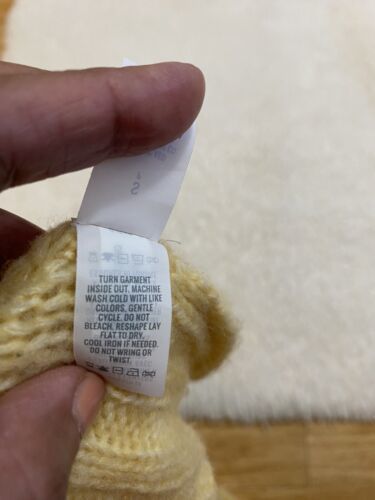 TURN GARMENT
INSIDE OUT. MACHINE
WASH COLD WITH LIKE
COLORS, GENTLE
CYCLE. DO NOT
BLEACH. RESHAPE LAY
FLAT TO DRY.
COOL IRON IF NEEDED.
DO NOT WRING OR
TWIST.